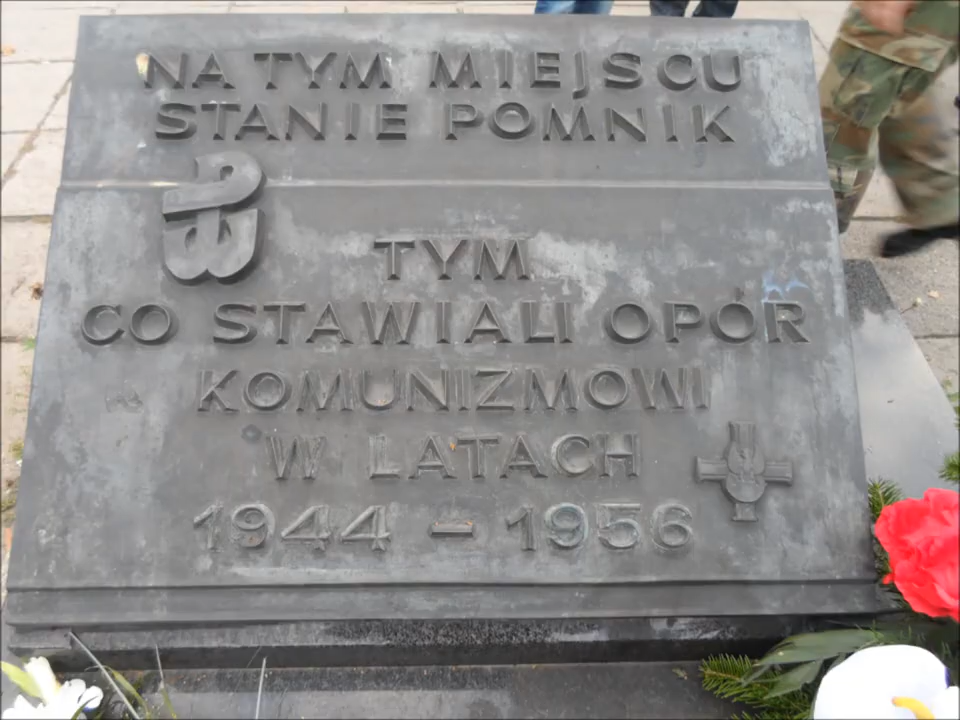 NA TYM MIEJSCU
STANIE POMNIK
TYM
CO STAWIALI OPÓR
KOMUNIZMOWI
W LATACH
1944 – 1956